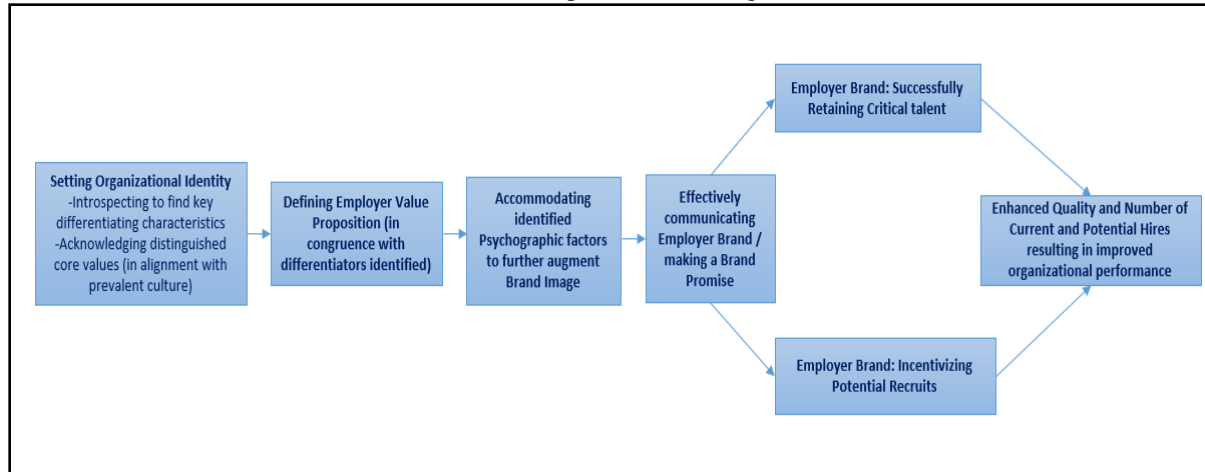 Setting Organizational Identity
-Introspecting to find key
differentiating characteristics
-Acknowledging distinguished
core values (in alignment with
prevalent culture)
Defining Employer Value
Proposition (in
congruence with
differentiators identified)
Accommodating
identified
Psychographic factors
to further augment
Brand Image
Effectively
communicating
Employer Brand /
making a Brand
Promise
Employer Brand: Successfully
Retaining Critical talent
Employer Brand: Incentivizing
Potential Recruits
Enhanced Quality and Number of
Current and Potential Hires
resulting in improved
organizational performance